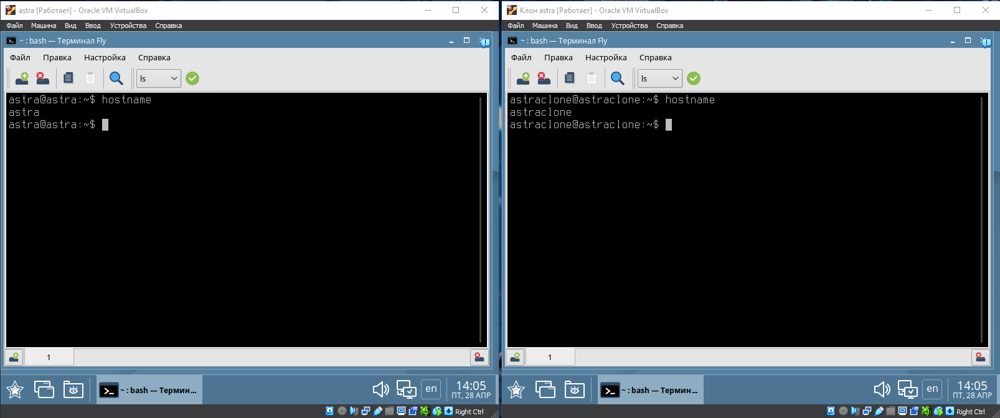 astra [Работает] - Oracle VM VirtualBox
Файл Машина Вид Ввод Устройства Справка
~ : bash — Терминал Fly
Файл Правка Настройка Справка
ls
astra@astra:~$ hostname
astra
astra@astra:~$
1
~ : bash — Термин...
en
14:05
ПТ, 28 АПР
Right Ctrl
Клон astra [Работает] - Oracle VM VirtualBox
Файл Машина Вид Ввод Устройства Справка
~ : bash — Терминал Fly
Файл Правка Настройка Справка
ls
astraclone@astraclone:~$ hostname
astraclone
astraclone@astraclone:~$
1
~ : bash — Термин...
en
14:05
ПТ, 28 АПР
Right Ctrl